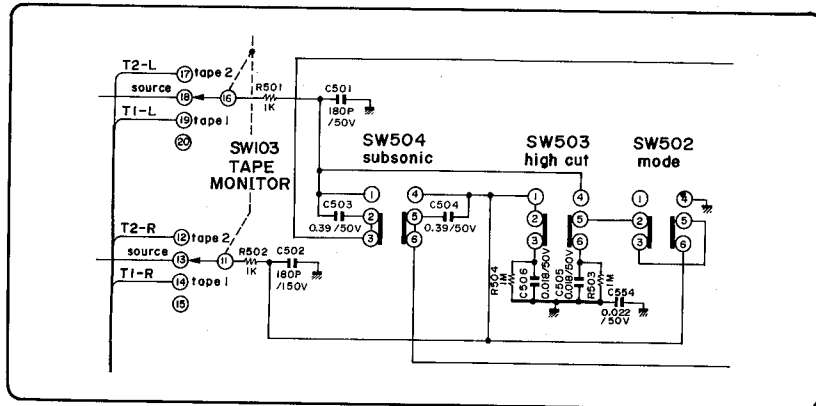 T2-L 17 tape 2
source 18 16 R501 1K C501 180P /50V
T1-L 19 tape 1
20
SW103 TAPE MONITOR
SW504 subsonic
SW503 high cut
SW502 mode
1 4 1 4 1 4
C503 2 5 C504 2 5 2 5
0.39/50V 3 6 0.39/50V 3 6 3 6
T2-R 12 tape 2
source 13 11 R502 1K C502 180P /150V
T1-R 14 tape 1
15
R504 1M
C506 0.018/50V
C505 0.018/50V
R503 1M
C554 0.022 /50V